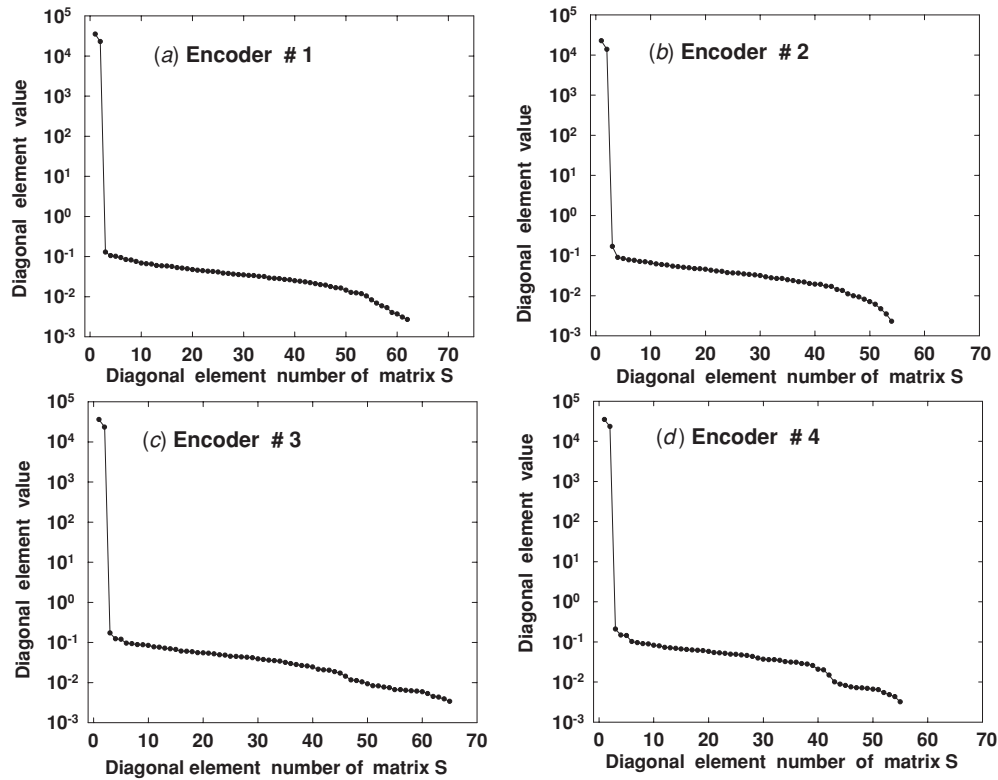 (a) Encoder # 1
Diagonal element value
10^5
10^4
10^3
10^2
10^1
10^0
10^-1
10^-2
10^-3
0 10 20 30 40 50 60 70
Diagonal element number of matrix S
(b) Encoder # 2
Diagonal element value
10^5
10^4
10^3
10^2
10^1
10^0
10^-1
10^-2
10^-3
0 10 20 30 40 50 60 70
Diagonal element number of matrix S
(c) Encoder # 3
Diagonal element value
10^5
10^4
10^3
10^2
10^1
10^0
10^-1
10^-2
10^-3
0 10 20 30 40 50 60 70
Diagonal element number of matrix S
(d) Encoder # 4
Diagonal element value
10^5
10^4
10^3
10^2
10^1
10^0
10^-1
10^-2
10^-3
0 10 20 30 40 50 60 70
Diagonal element number of matrix S